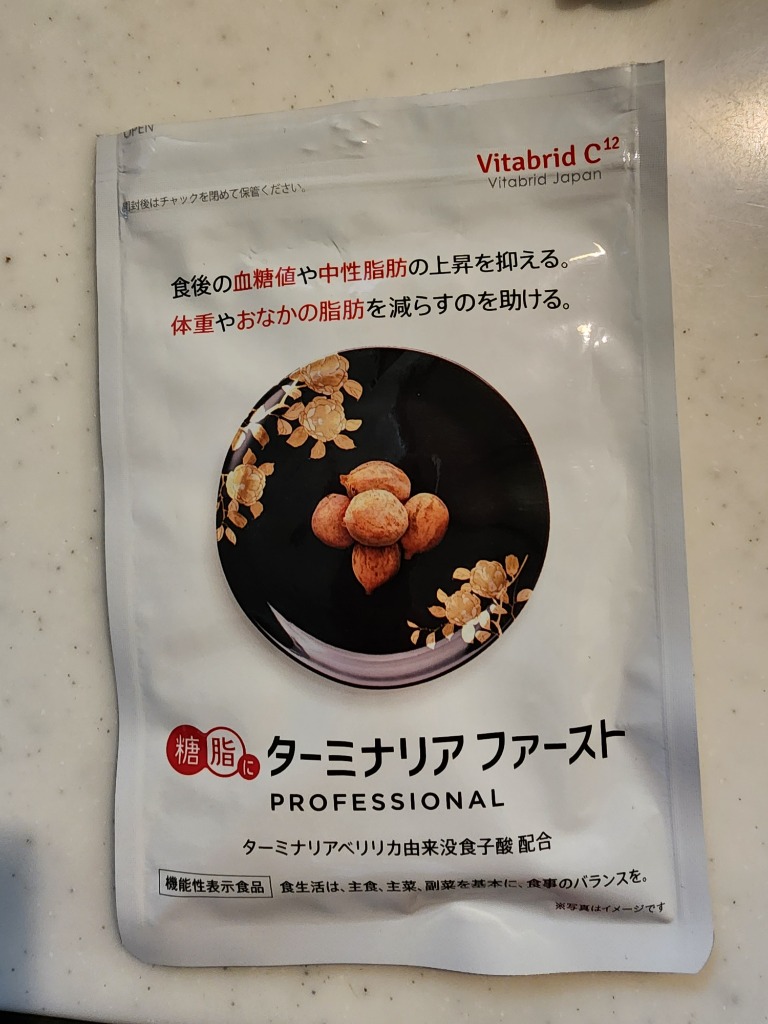 OPEN
開封後はチャックを閉めて保管ください。
Vitabrid C12
Vitabrid Japan
食後の血糖値や中性脂肪の上昇を抑える。
体重やおなかの脂肪を減らすのを助ける。
糖脂に ターミナリア ファースト
PROFESSIONAL
ターミナリアベリリカ由来没食子酸 配合
機能性表示食品 食生活は、主食、主菜、副菜を基本に、食事のバランスを。
※写真はイメージです